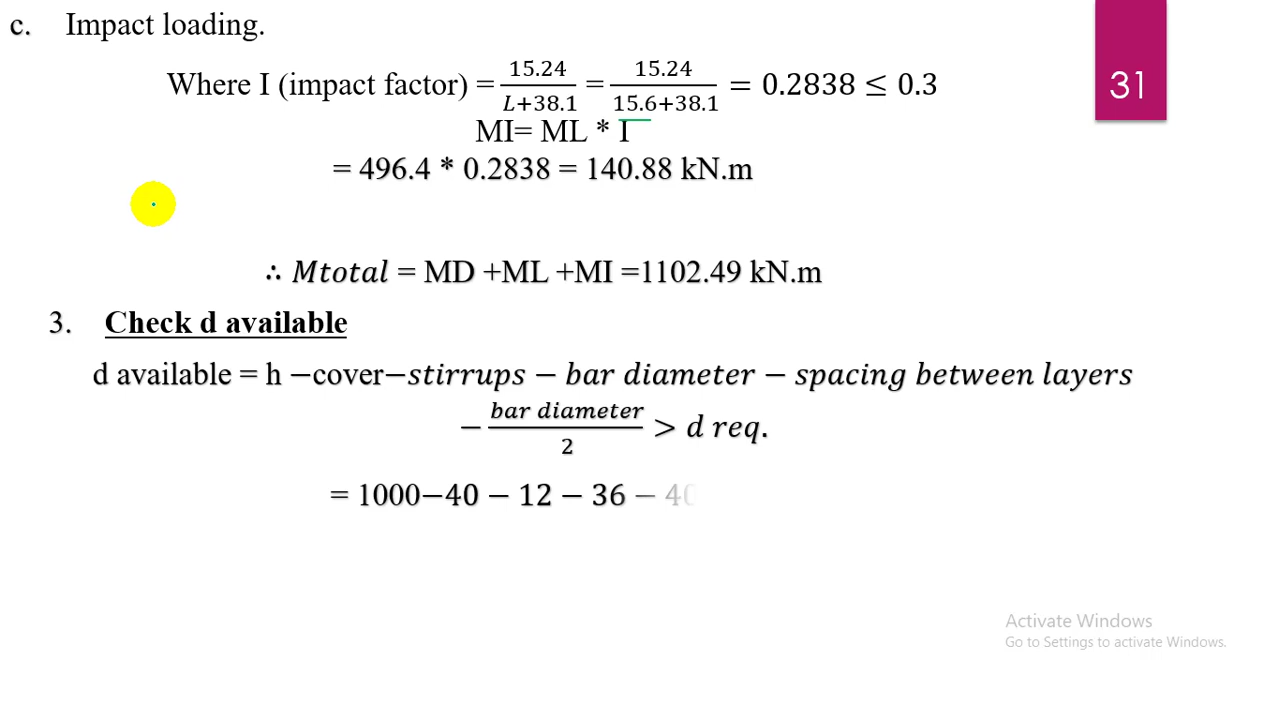 c. Impact loading.
31
Where I (impact factor) = 15.24/L+38.1 = 15.24/15.6+38.1 = 0.2838 ≤ 0.3
MI= ML * I
= 496.4 * 0.2838 = 140.88 kN.m
∴ Mtotal = MD +ML +MI =1102.49 kN.m
3. Check d available
d available = h −cover−stirrups − bar diameter − spacing between layers
− bar diameter/2 > d req.
= 1000−40 − 12 − 36 − 40
Activate Windows
Go to Settings to activate Windows.